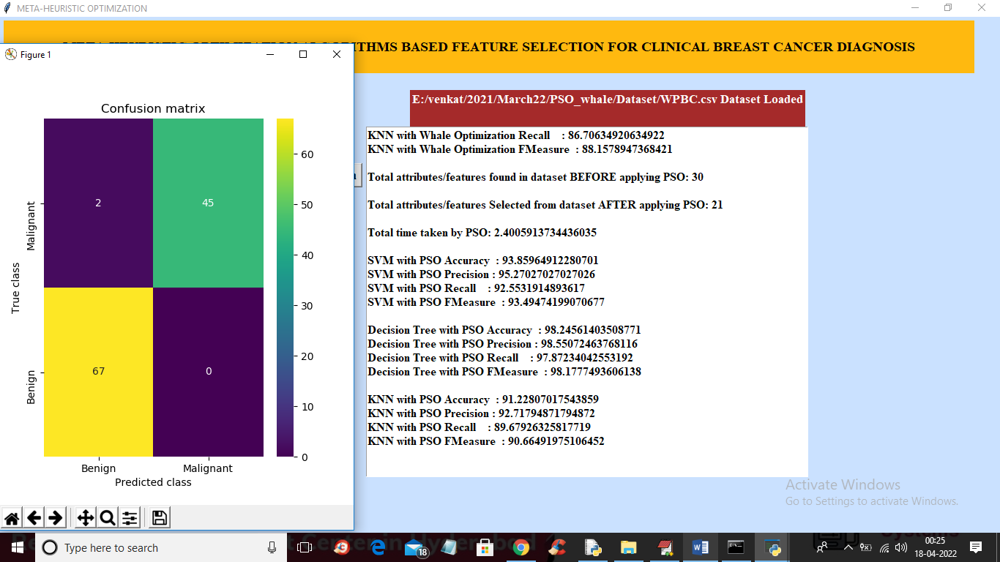 META-HEURISTIC OPTIMIZATION
ITHMS BASED FEATURE SELECTION FOR CLINICAL BREAST CANCER DIAGNOSIS
Figure 1
E:/venkat/2021/March22/PSO_whale/Dataset/WPBC.csv Dataset Loaded
Confusion matrix
2
45
67
0
Malignant
Benign
True class
Benign
Malignant
Predicted class
60
50
40
30
20
10
0
KNN with Whale Optimization Recall : 86.70634920634922
KNN with Whale Optimization FMeasure : 88.1578947368421
Total attributes/features found in dataset BEFORE applying PSO: 30
Total attributes/features Selected from dataset AFTER applying PSO: 21
Total time taken by PSO: 2.4005913734436035
SVM with PSO Accuracy : 93.85964912280701
SVM with PSO Precision : 95.27027027027026
SVM with PSO Recall : 92.5531914893617
SVM with PSO FMeasure : 93.49474199070677
Decision Tree with PSO Accuracy : 98.24561403508771
Decision Tree with PSO Precision : 98.55072463768116
Decision Tree with PSO Recall : 97.87234042553192
Decision Tree with PSO FMeasure : 98.1777493606138
KNN with PSO Accuracy : 91.22807017543859
KNN with PSO Precision : 92.71794871794872
KNN with PSO Recall : 89.67926325817719
KNN with PSO FMeasure : 90.66491975106452
Activate Windows
Go to Settings to activate Windows.
Type here to search
18
00:25
18-04-2022